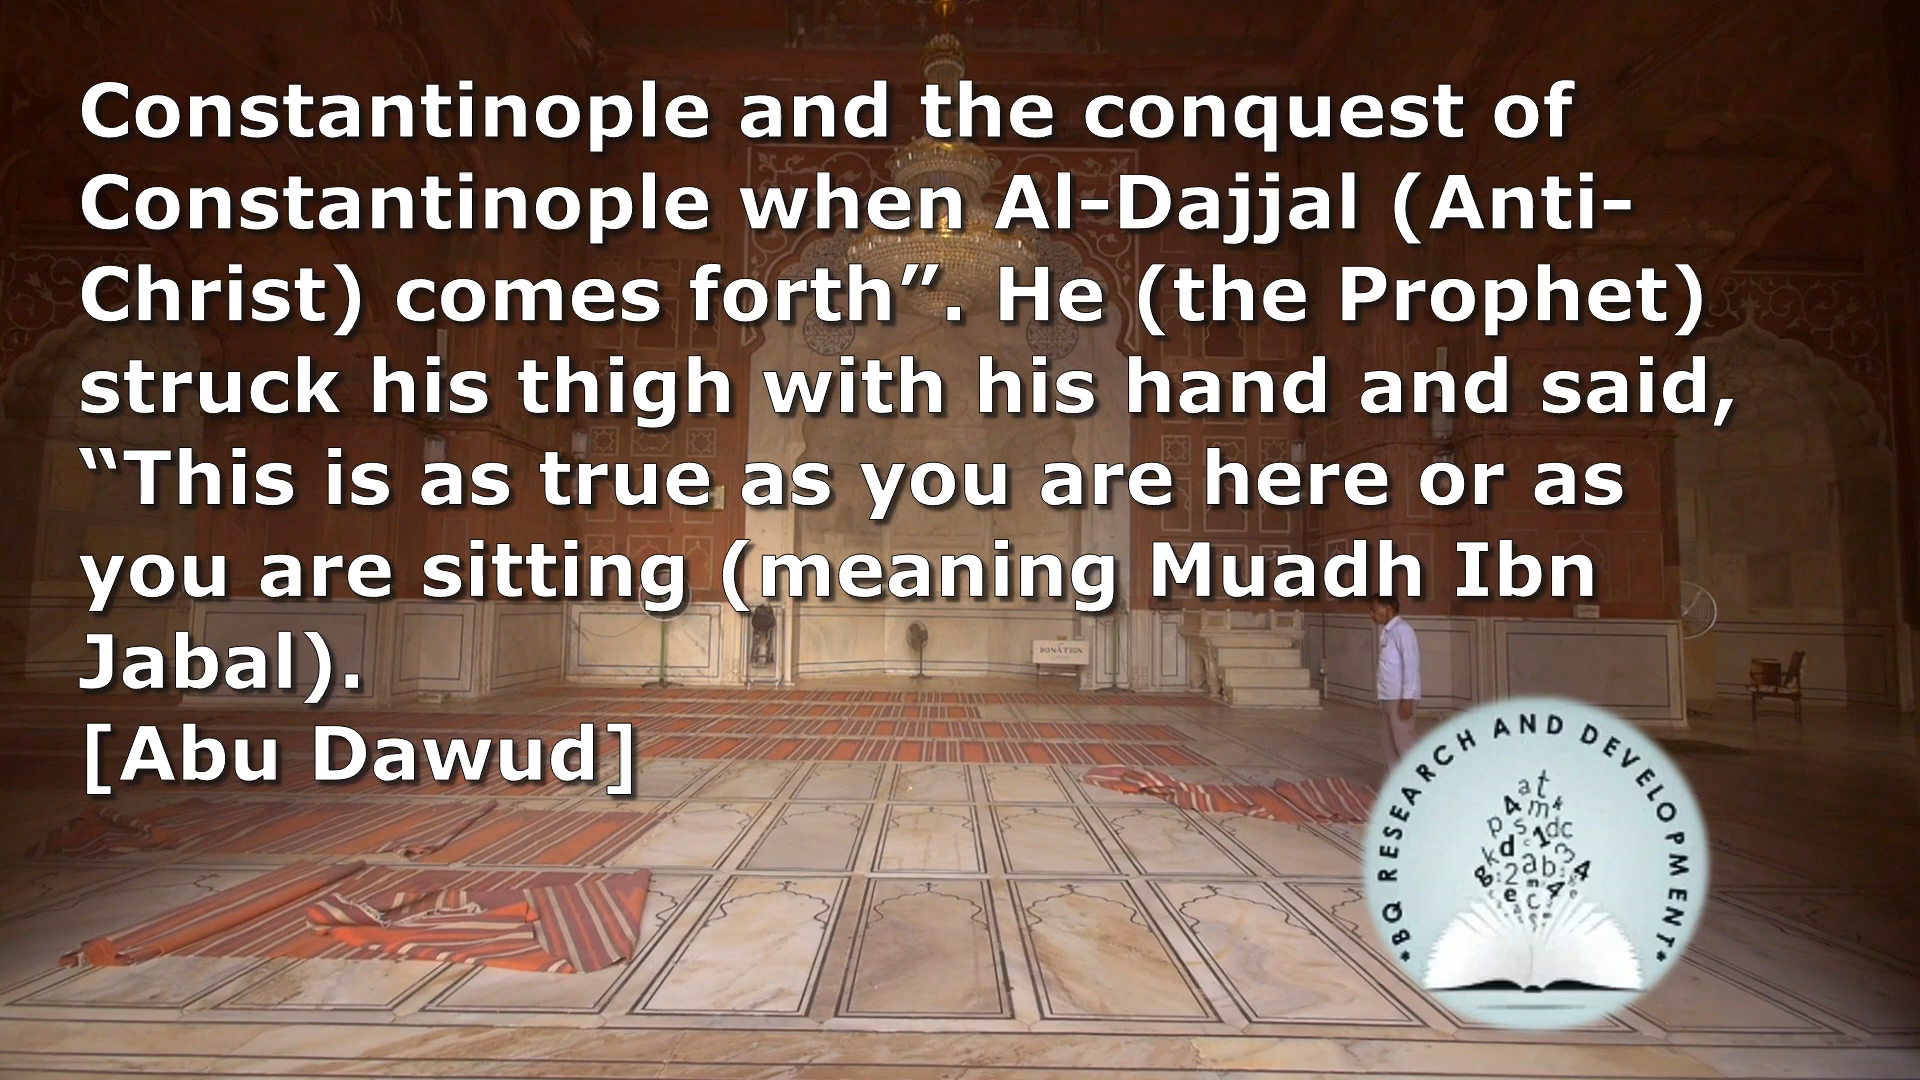 Constantinople and the conquest of
Constantinople when Al-Dajjal (Anti-
Christ) comes forth”. He (the Prophet)
struck his thigh with his hand and said,
“This is as true as you are here or as
you are sitting (meaning Muadh Ibn
Jabal).
[Abu Dawud]
DONATION
* BQ RESEARCH AND DEVELOPMENT *